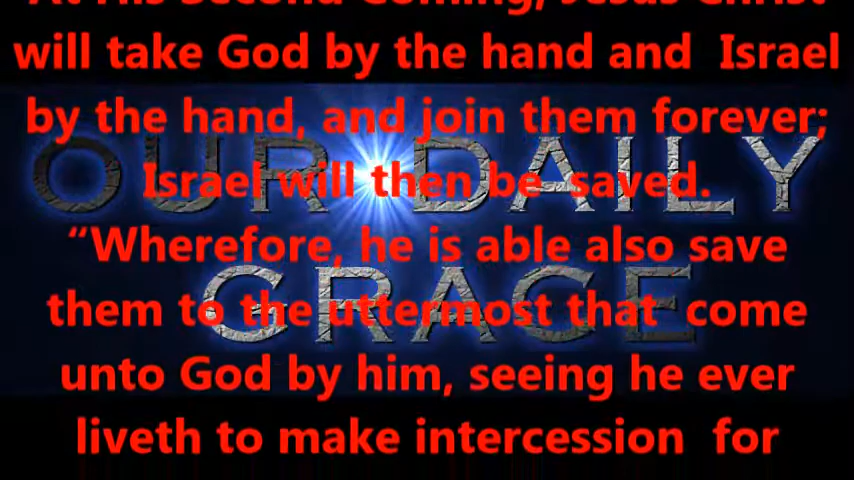 At His Second Coming, Jesus Christ
will take God by the hand and Israel
by the hand, and join them forever;
Israel will then be saved.
“Wherefore, he is able also save
them to the uttermost that come
unto God by him, seeing he ever
liveth to make intercession for
OUR DAILY
GRACE